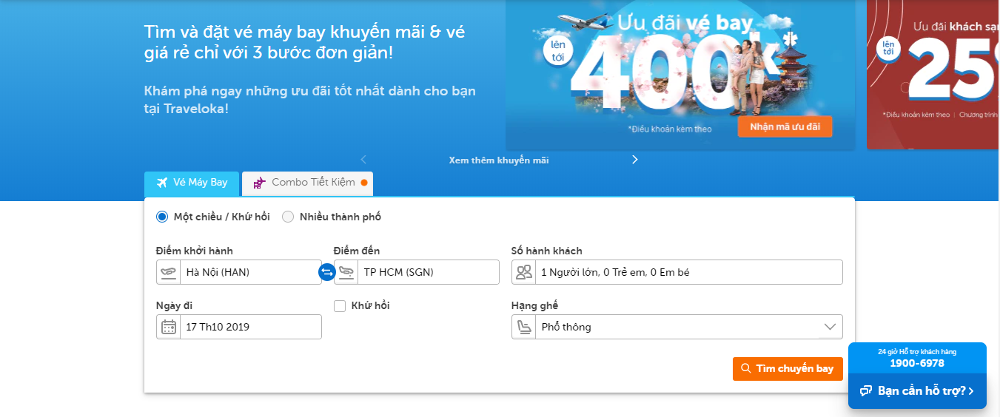 Tìm và đặt vé máy bay khuyến mãi & vé
giá rẻ chỉ với 3 bước đơn giản!
Khám phá ngay những ưu đãi tốt nhất dành cho bạn
tại Traveloka!
Ưu đãi vé bay
lên
tới
400k*
*Điều khoản kèm theo
Nhận mã ưu đãi
Ưu đãi khách sạ
lên
tới
25%
*Điều khoản kèm theo | Chương trình
Xem thêm khuyến mãi
Vé Máy Bay
Combo Tiết Kiệm
Một chiều / Khứ hồi
Nhiều thành phố
Điểm khởi hành
Điểm đến
Số hành khách
Hà Nội (HAN)
TP HCM (SGN)
1 Người lớn, 0 Trẻ em, 0 Em bé
Ngày đi
Khứ hồi
Hạng ghế
17 Th10 2019
Phổ thông
Tìm chuyến bay
24 giờ Hỗ trợ khách hàng
1900-6978
Bạn cần hỗ trợ?